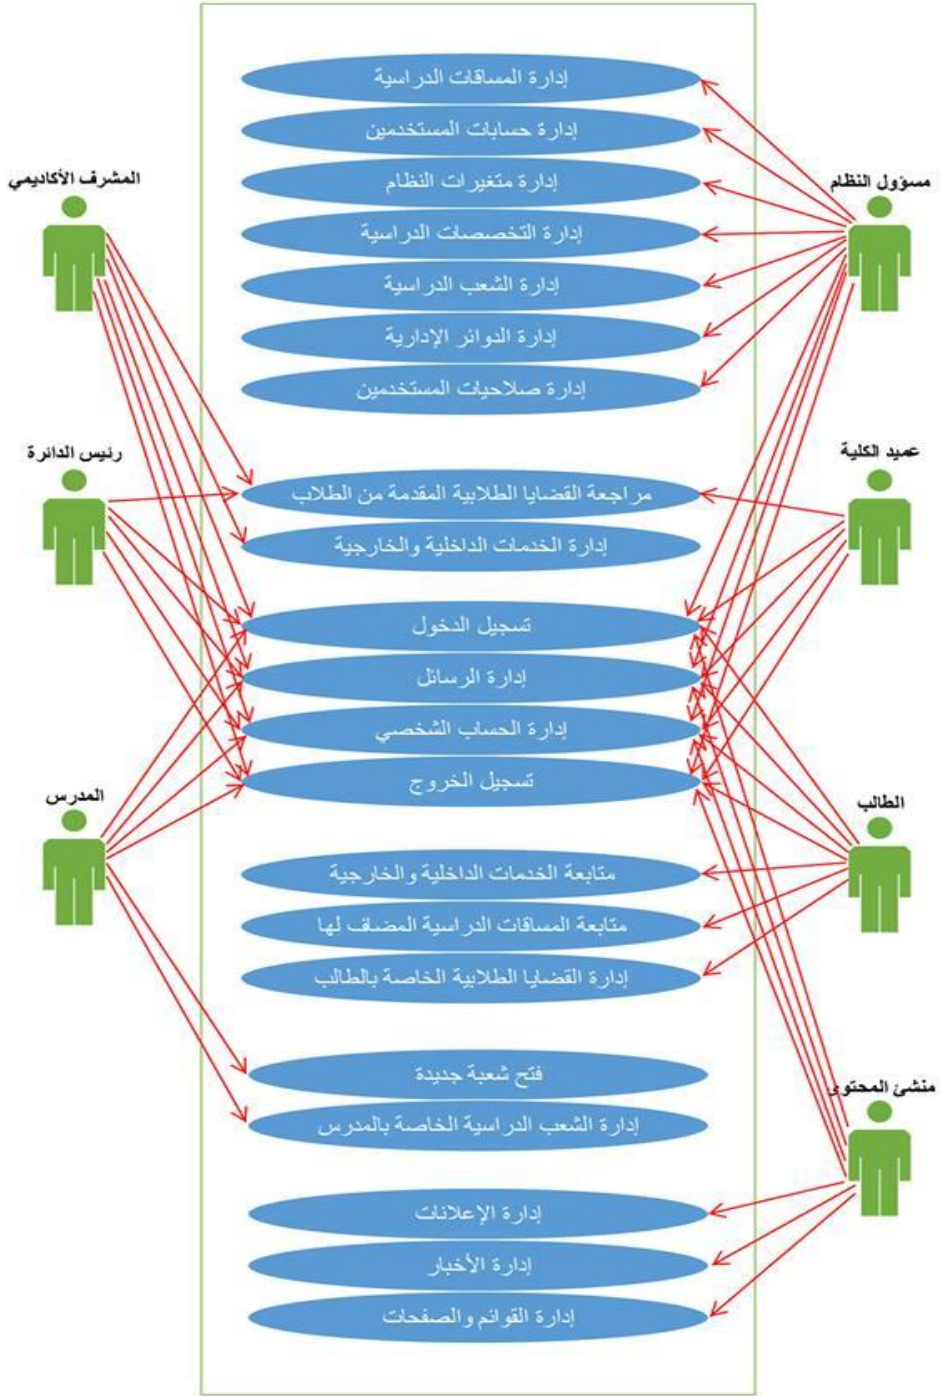 إدارة المساقات الدراسية
إدارة حسابات المستخدمين
مسؤول النظام
إدارة متغيرات النظام
المشرف الأكاديمي
إدارة التخصصات الدراسية
إدارة الشعب الدراسية
إدارة الدوائر الإدارية
إدارة صلاحيات المستخدمين
عميد الكلية
رئيس الدائرة
مراجعة القضايا الطلابية المقدمة من الطلاب
إدارة الخدمات الداخلية والخارجية
تسجيل الدخول
إدارة الرسائل
إدارة الحساب الشخصي
تسجيل الخروج
الطالب
المدرس
متابعة الخدمات الداخلية والخارجية
متابعة المساقات الدراسية المضاف لها
إدارة القضايا الطلابية الخاصة بالطالب
فتح شعبة جديدة
منشئ المحتوى
إدارة الشعب الدراسية الخاصة بالمدرس
إدارة الإعلانات
إدارة الأخبار
إدارة القوائم والصفحات